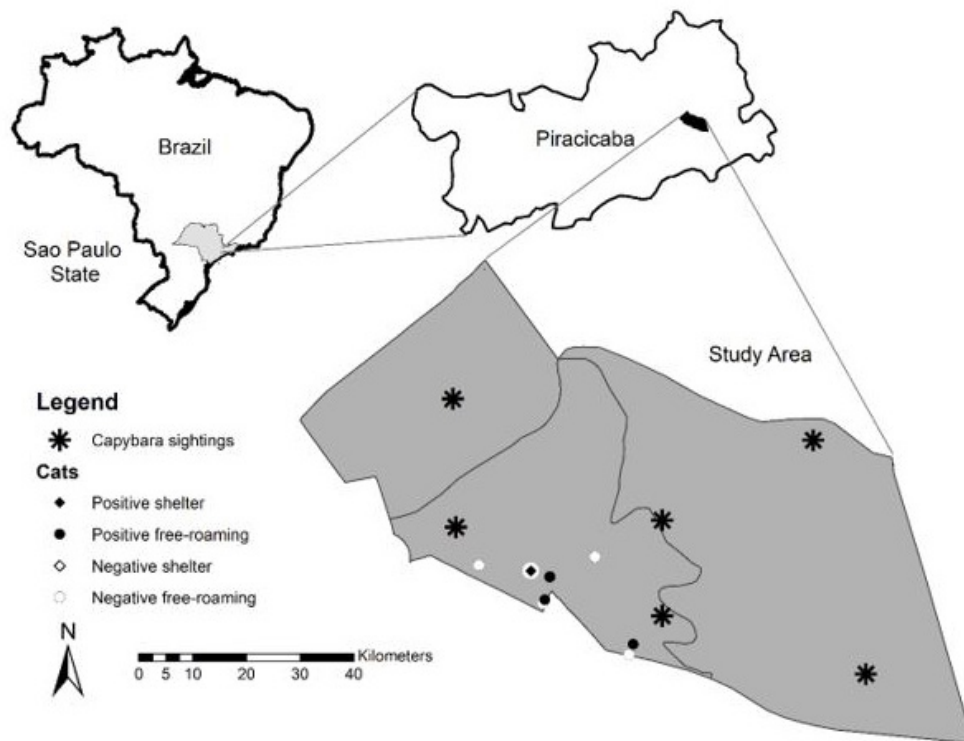 Brazil
Piracicaba
Sao Paulo
State
Study Area
Legend
Capybara sightings
Cats
Positive shelter
Positive free-roaming
Negative shelter
Negative free-roaming
N
Kilometers
0 5 10 20 30 40